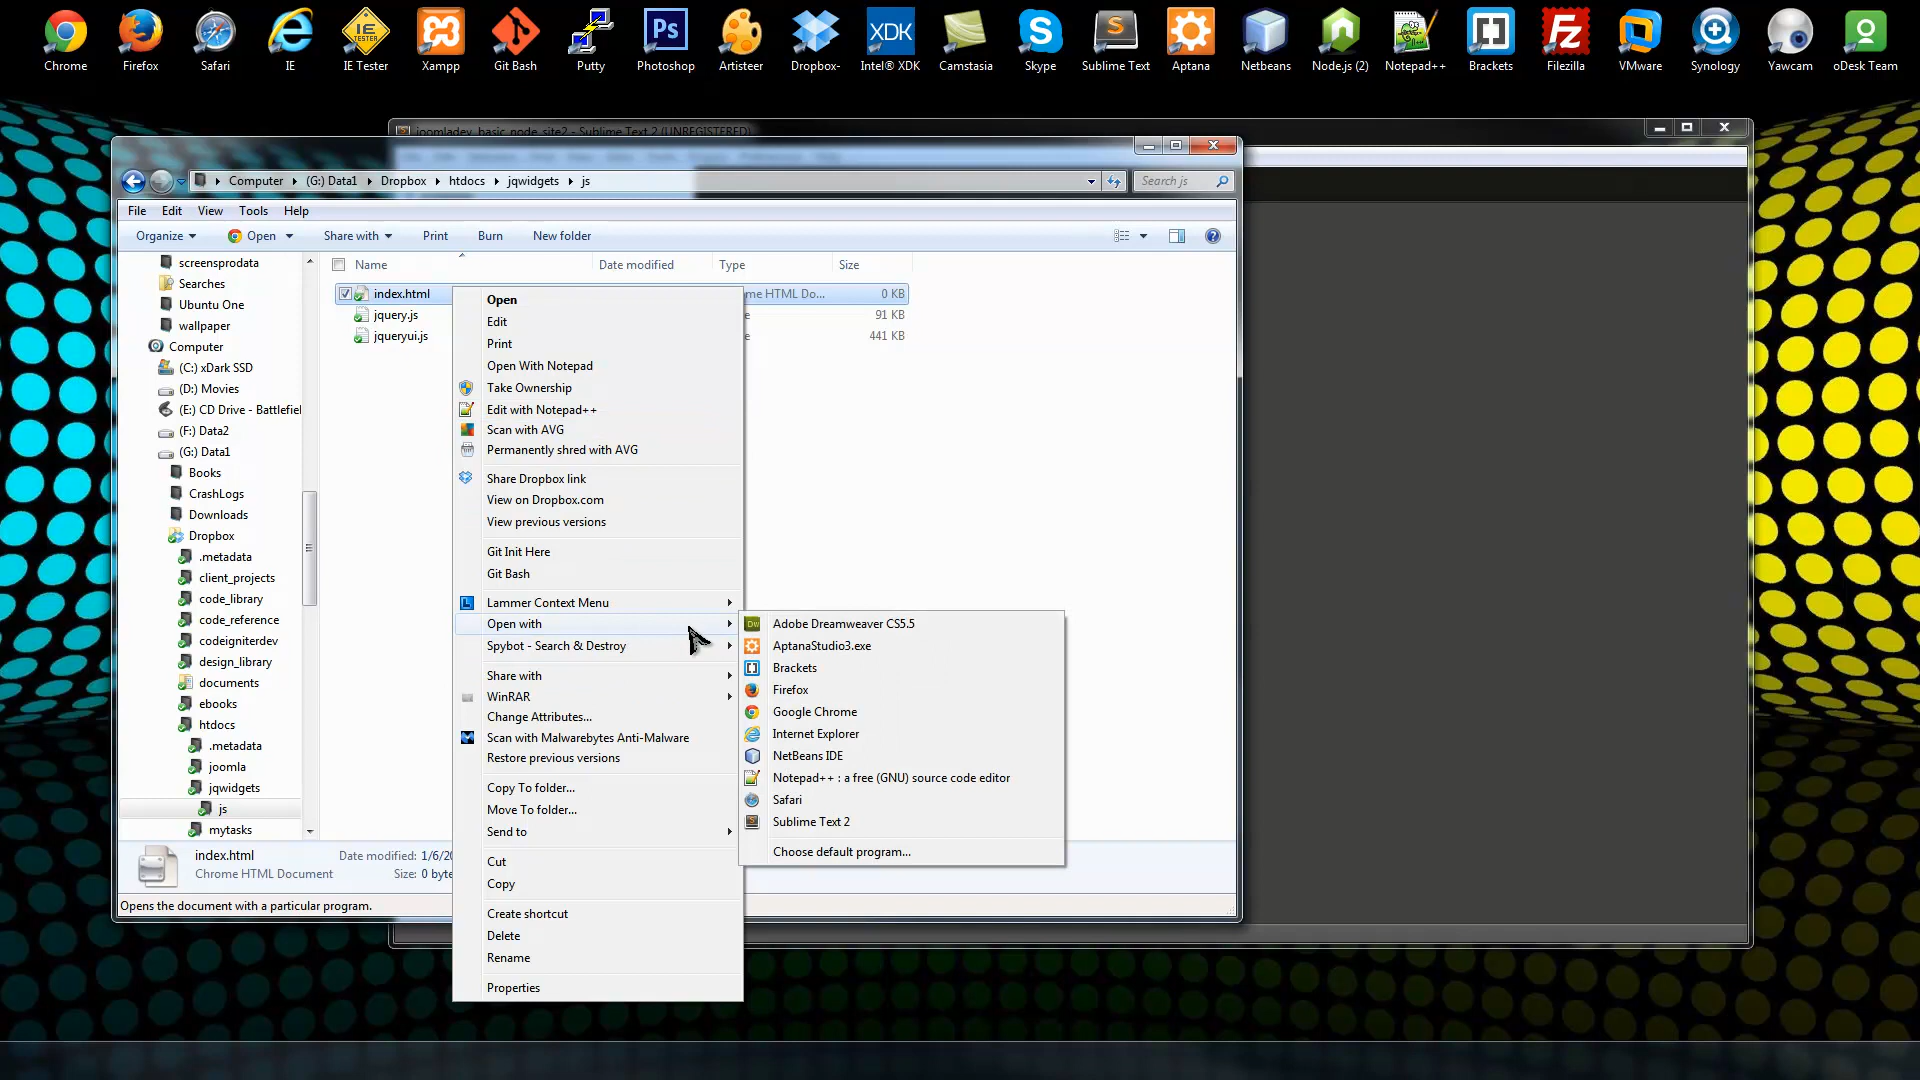 Chrome
Firefox
Safari
IE
IE Tester
Xampp
Git Bash
Putty
Photoshop
Artisteer
Dropbox-
Intel® XDK
Camstasia
Skype
Sublime Text
Aptana
Netbeans
Node.js (2)
Notepad++
Brackets
Filezilla
VMware
Synology
Yawcam
oDesk Team
joomladev_basic_node_site2 - Sublime Text 2 (UNREGISTERED)
Computer (G:) Data1 Dropbox htdocs jqwidgets js
Search js
File Edit View Tools Help
Organize Open Share with Print Burn New folder
screensprodata
Searches
Ubuntu One
wallpaper
Computer
(C:) xDark SSD
(D:) Movies
(E:) CD Drive - Battlefiel
(F:) Data2
(G:) Data1
Books
CrashLogs
Downloads
Dropbox
.metadata
client_projects
code_library
code_reference
codeigniterdev
design_library
documents
ebooks
htdocs
.metadata
joomla
jqwidgets
js
mytasks
Name Date modified Type Size
index.html me HTML Do... 0 KB
jquery.js e 91 KB
jqueryui.js e 441 KB
Open
Edit
Print
Open With Notepad
Take Ownership
Edit with Notepad++
Scan with AVG
Permanently shred with AVG
Share Dropbox link
View on Dropbox.com
View previous versions
Git Init Here
Git Bash
Lammer Context Menu
Open with
Spybot - Search & Destroy
Share with
WinRAR
Change Attributes...
Scan with Malwarebytes Anti-Malware
Restore previous versions
Copy To folder...
Move To folder...
Send to
Cut
Copy
Create shortcut
Delete
Rename
Properties
Adobe Dreamweaver CS5.5
AptanaStudio3.exe
Brackets
Firefox
Google Chrome
Internet Explorer
NetBeans IDE
Notepad++ : a free (GNU) source code editor
Safari
Sublime Text 2
Choose default program...
index.html Date modified: 1/6/20
Chrome HTML Document Size: 0 byte
Opens the document with a particular program.